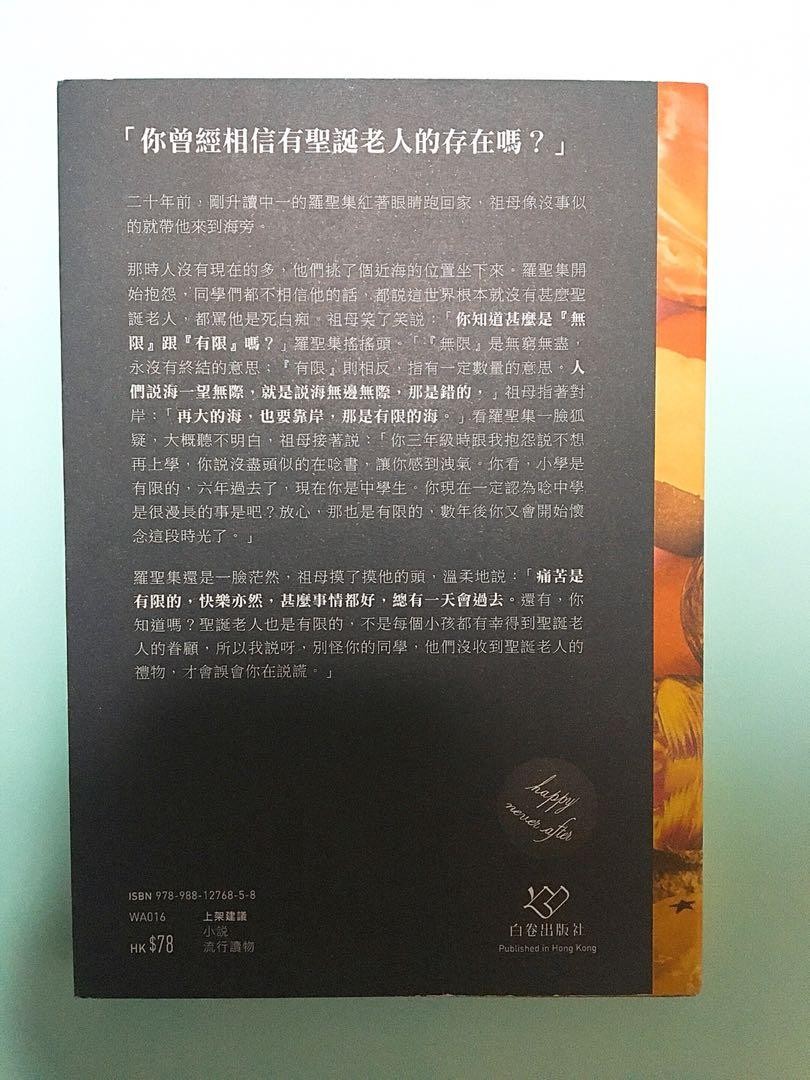 「你曾經相信有聖誕老人的存在嗎？」
二十年前，剛升讀中一的羅聖集紅著眼睛跑回家，祖母像沒事似
的就帶他來到海旁。
那時人沒有現在的多，他們挑了個近海的位置坐下來。羅聖集開
始抱怨，同學們都不相信他的話，都說這世界根本就沒有甚麼聖
誕老人，都罵他是死白痴。祖母笑了笑說：「你知道甚麼是『無
限』跟『有限』嗎？」羅聖集搖搖頭。「『無限』是無窮無盡，
永沒有終結的意思；『有限』則相反，指有一定數量的意思。人
們說海一望無際，就是說海無邊無際，那是錯的，」祖母指著對
岸：「再大的海，也要靠岸，那是有限的海。」看羅聖集一臉狐
疑，大概聽不明白，祖母接著說：「你三年級時跟我抱怨說不想
再上學，你說沒盡頭似的在唸書，讓你感到洩氣。你看，小學是
有限的，六年過去了，現在你是中學生。你現在一定認為唸中學
是很漫長的事是吧？放心，那也是有限的，數年後你又會開始懷
念這段時光了。」
羅聖集還是一臉茫然，祖母摸了摸他的頭，溫柔地說：「痛苦是
有限的，快樂亦然，甚麼事情都好，總有一天會過去。還有，你
知道嗎？聖誕老人也是有限的，不是每個小孩都有幸得到聖誕老
人的眷顧，所以我說呀，別怪你的同學，他們沒收到聖誕老人的
禮物，才會誤會你在說謊。」
happy
never after
ISBN 978-988-12768-5-8
WA016 上架建議
小說
HK $78 流行讀物
白卷出版社
Published in Hong Kong